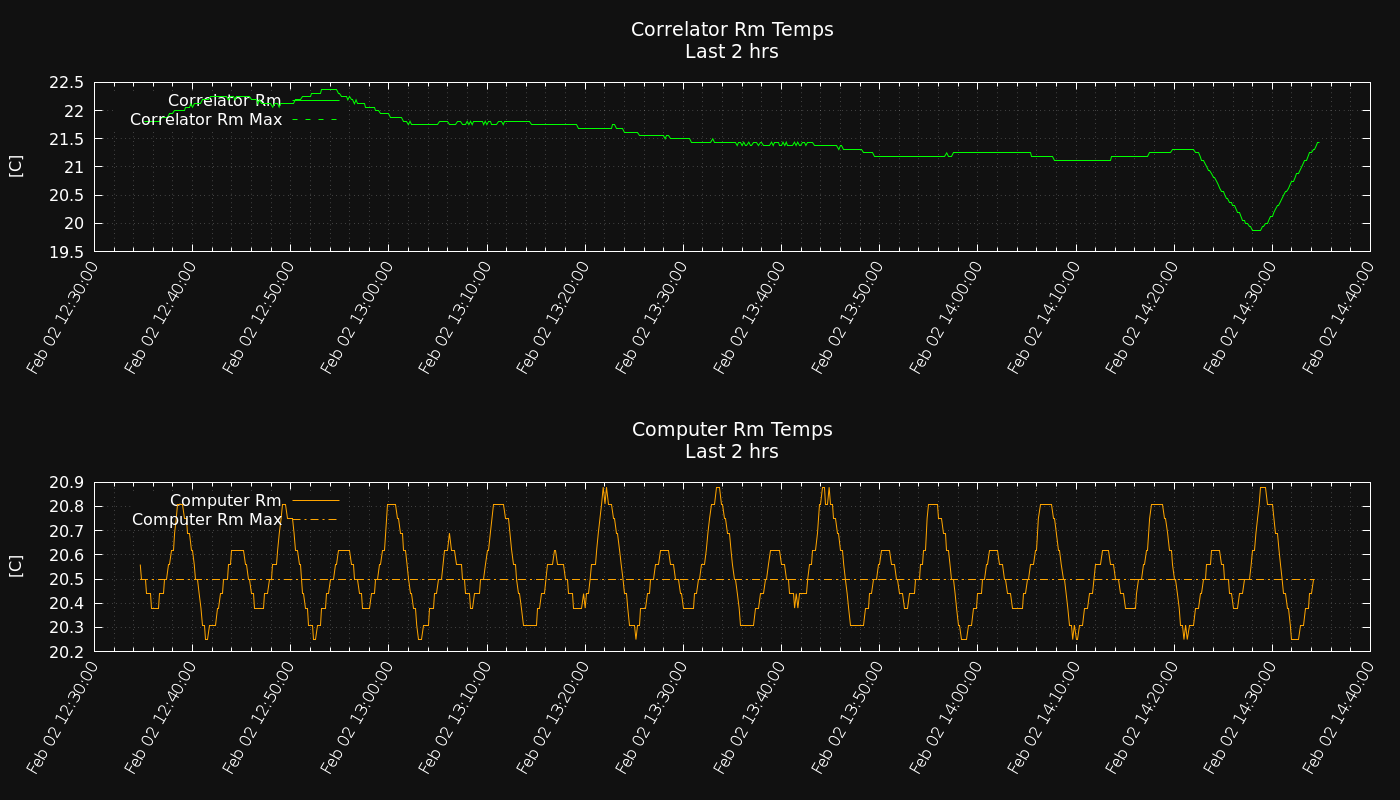 Correlator Rm Temps
Last 2 hrs
22.5
22
21.5
21
20.5
20
19.5
[C]
Correlator Rm
Correlator Rm Max
Feb 02 12:30:00
Feb 02 12:40:00
Feb 02 12:50:00
Feb 02 13:00:00
Feb 02 13:10:00
Feb 02 13:20:00
Feb 02 13:30:00
Feb 02 13:40:00
Feb 02 13:50:00
Feb 02 14:00:00
Feb 02 14:10:00
Feb 02 14:20:00
Feb 02 14:30:00
Feb 02 14:40:00
Computer Rm Temps
Last 2 hrs
20.9
20.8
20.7
20.6
20.5
20.4
20.3
20.2
[C]
Computer Rm
Computer Rm Max
Feb 02 12:30:00
Feb 02 12:40:00
Feb 02 12:50:00
Feb 02 13:00:00
Feb 02 13:10:00
Feb 02 13:20:00
Feb 02 13:30:00
Feb 02 13:40:00
Feb 02 13:50:00
Feb 02 14:00:00
Feb 02 14:10:00
Feb 02 14:20:00
Feb 02 14:30:00
Feb 02 14:40:00